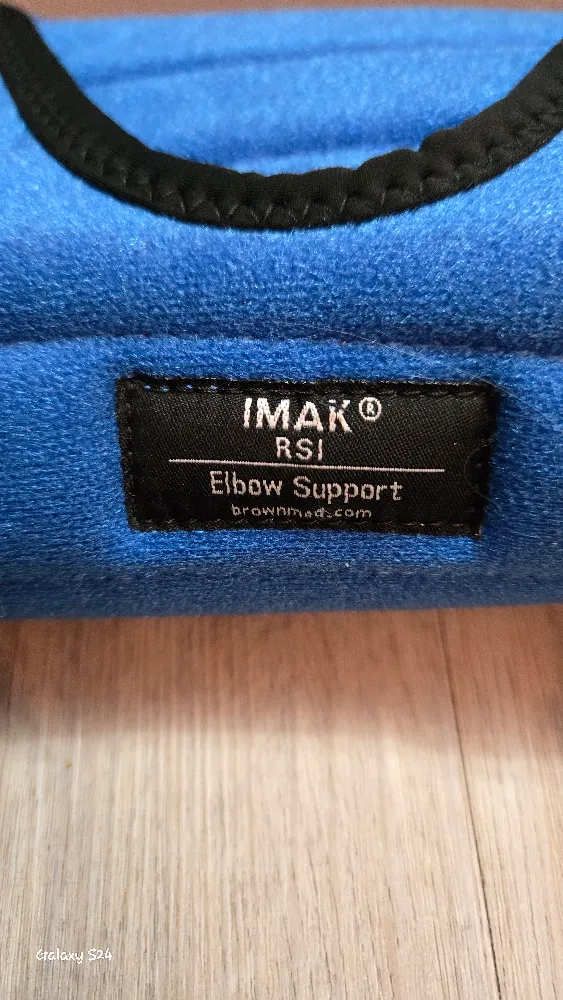 IMAK®
RSI
Elbow Support
brownmed.com
Galaxy S24